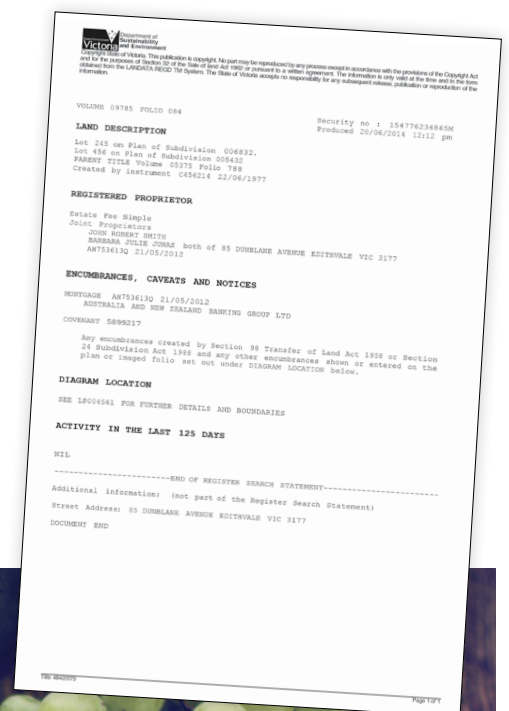 Victoria
Department of
Sustainability
and Environment
Copyright State of Victoria. This publication is copyright. No part may be reproduced by any process except in accordance with the provisions of the Copyright Act
and for the purposes of Section 32 of the Sale of land Act 1962 or pursuant to a written agreement. The information is only valid at the time and in the form
obtained from the LANDATA REGD TM System. The State of Victoria accepts no responsibility for any subsequent release, publication or reproduction of the
information.
VOLUME 09785 FOLIO 084
Security no : 154776234865M
Produced 20/06/2014 12:12 pm
LAND DESCRIPTION
Lot 245 on Plan of Subdivision 006832.
Lot 456 on Plan of Subdivision 005432
PARENT TITLE Volume 05375 Folio 788
Created by instrument C456214 22/06/1977
REGISTERED PROPRIETOR
Estate Fee Simple
Joint Proprietors
JOHN ROBERT SMITH
BARBARA JULIE JUHAS both of 85 DUNBLANE AVENUE EDITHVALE VIC 3177
AH753613Q 21/05/2012
ENCUMBRANCES, CAVEATS AND NOTICES
MORTGAGE AH753613Q 21/05/2012
AUSTRALIA AND NEW ZEALAND BANKING GROUP LTD
COVENANT 5899217
Any encumbrances created by Section 98 Transfer of Land Act 1958 or Section
24 Subdivision Act 1988 and any other encumbrances shown or entered on the
plan or imaged folio set out under DIAGRAM LOCATION below.
DIAGRAM LOCATION
SEE LP006561 FOR FURTHER DETAILS AND BOUNDARIES
ACTIVITY IN THE LAST 125 DAYS
NIL
------------------------END OF REGISTER SEARCH STATEMENT------------------------
Additional information: (not part of the Register Search Statement)
Street Address: 85 DUNBLANE AVENUE EDITHVALE VIC 3177
DOCUMENT END
Title
Page 1 of 1